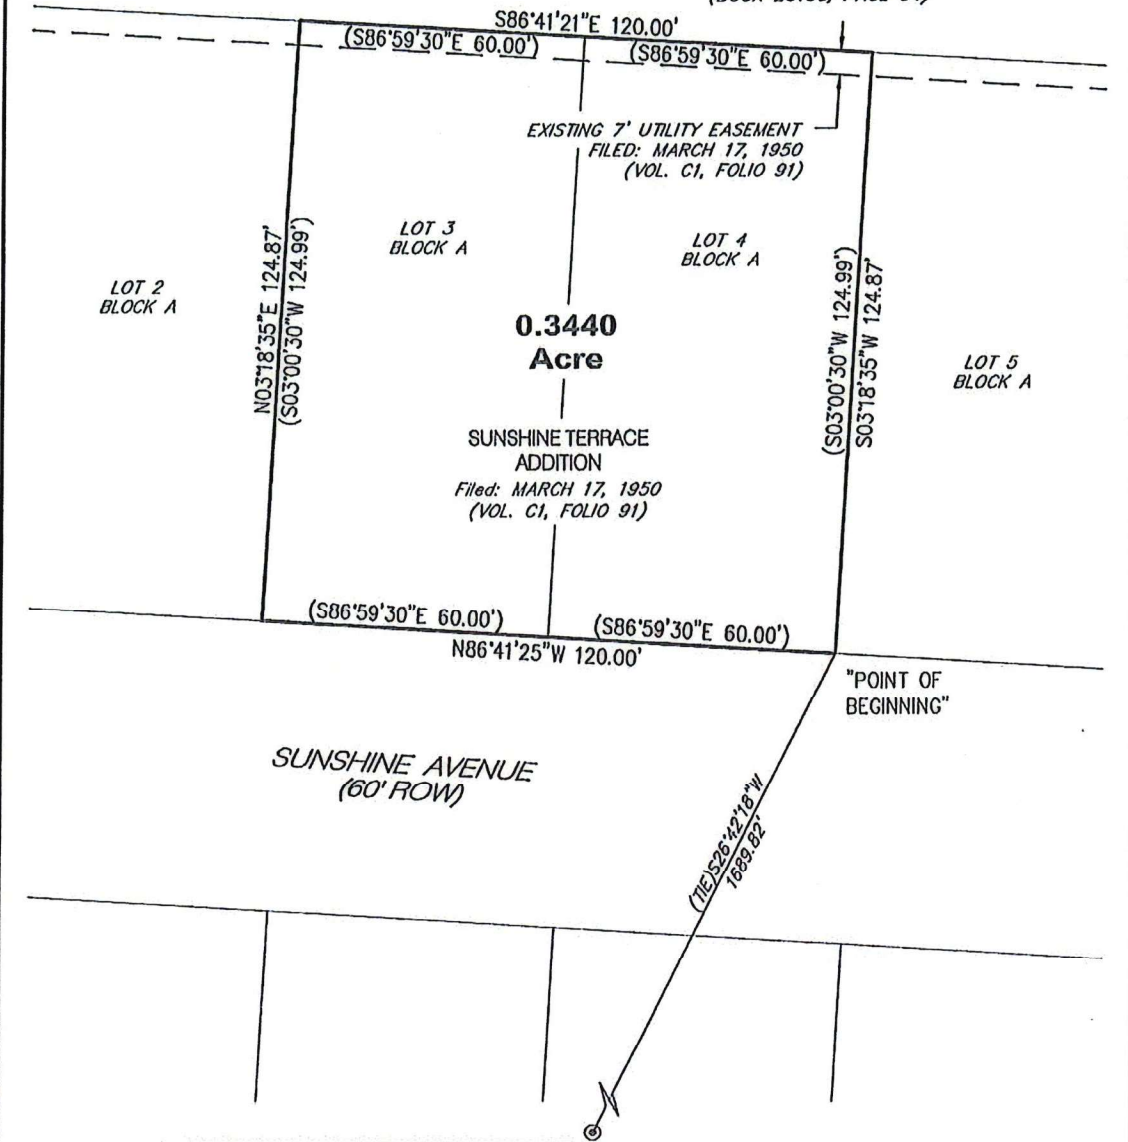 S86°41'21"E 120.00'
(S86°59'30"E 60.00')
(S86°59'30"E 60.00')
EXISTING 7' UTILITY EASEMENT
FILED: MARCH 17, 1950
(VOL. C1, FOLIO 91)
LOT 3
BLOCK A
LOT 4
BLOCK A
LOT 2
BLOCK A
N03°18'35"E 124.87'
(S03°00'30"W 124.99')
0.3440
Acre
(S03°00'30"W 124.99')
S03°18'35"W 124.87'
LOT 5
BLOCK A
SUNSHINE TERRACE
ADDITION
Filed: MARCH 17, 1950
(VOL. C1, FOLIO 91)
(S86°59'30"E 60.00')
(S86°59'30"E 60.00')
N86°41'25"W 120.00'
"POINT OF
BEGINNING"
SUNSHINE AVENUE
(60' ROW)
(TIE)S26°42'18"W
1689.82'